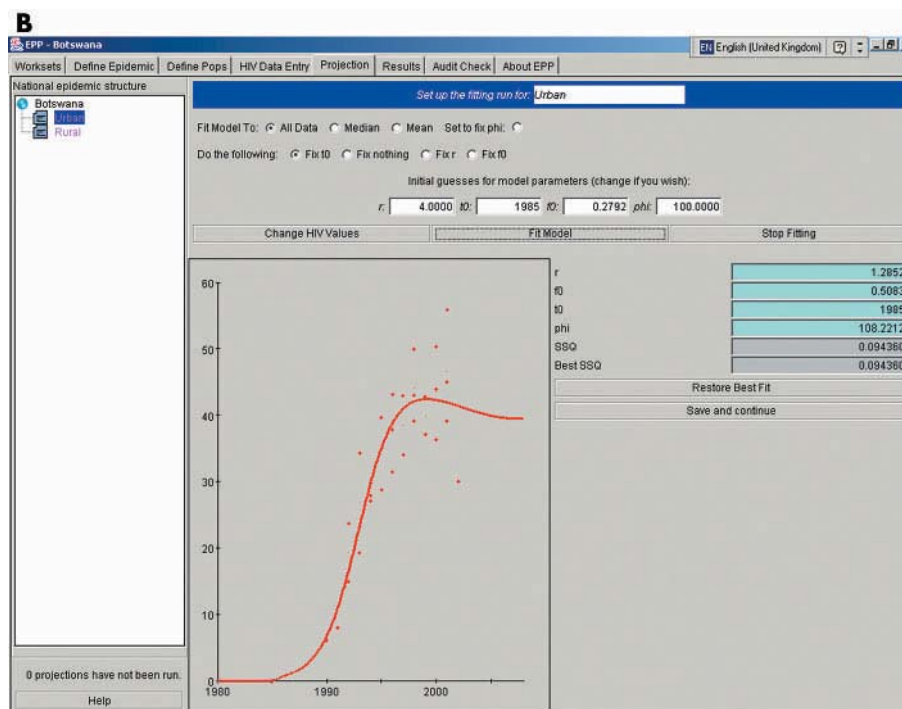 B
EPP - Botswana
EN English (United Kingdom)
Worksets Define Epidemic Define Pops HIV Data Entry Projection Results Audit Check About EPP
National epidemic structure
Botswana
Urban
Rural
Set up the fitting run for: Urban
Fit Model To: All Data Median Mean Set to fix phi:
Do the following: Fix t0 Fix nothing Fix r Fix f0
Initial guesses for model parameters (change if you wish):
r: 4.0000 t0: 1985 f0: 0.2792 phi: 100.0000
Change HIV Values Fit Model Stop Fitting
r 1.2852
f0 0.5083
t0 1985
phi 108.2212
SSQ 0.094360
Best SSQ 0.094360
Restore Best Fit
Save and continue
60
50
40
30
20
10
0
1980 1990 2000
0 projections have not been run.
Help